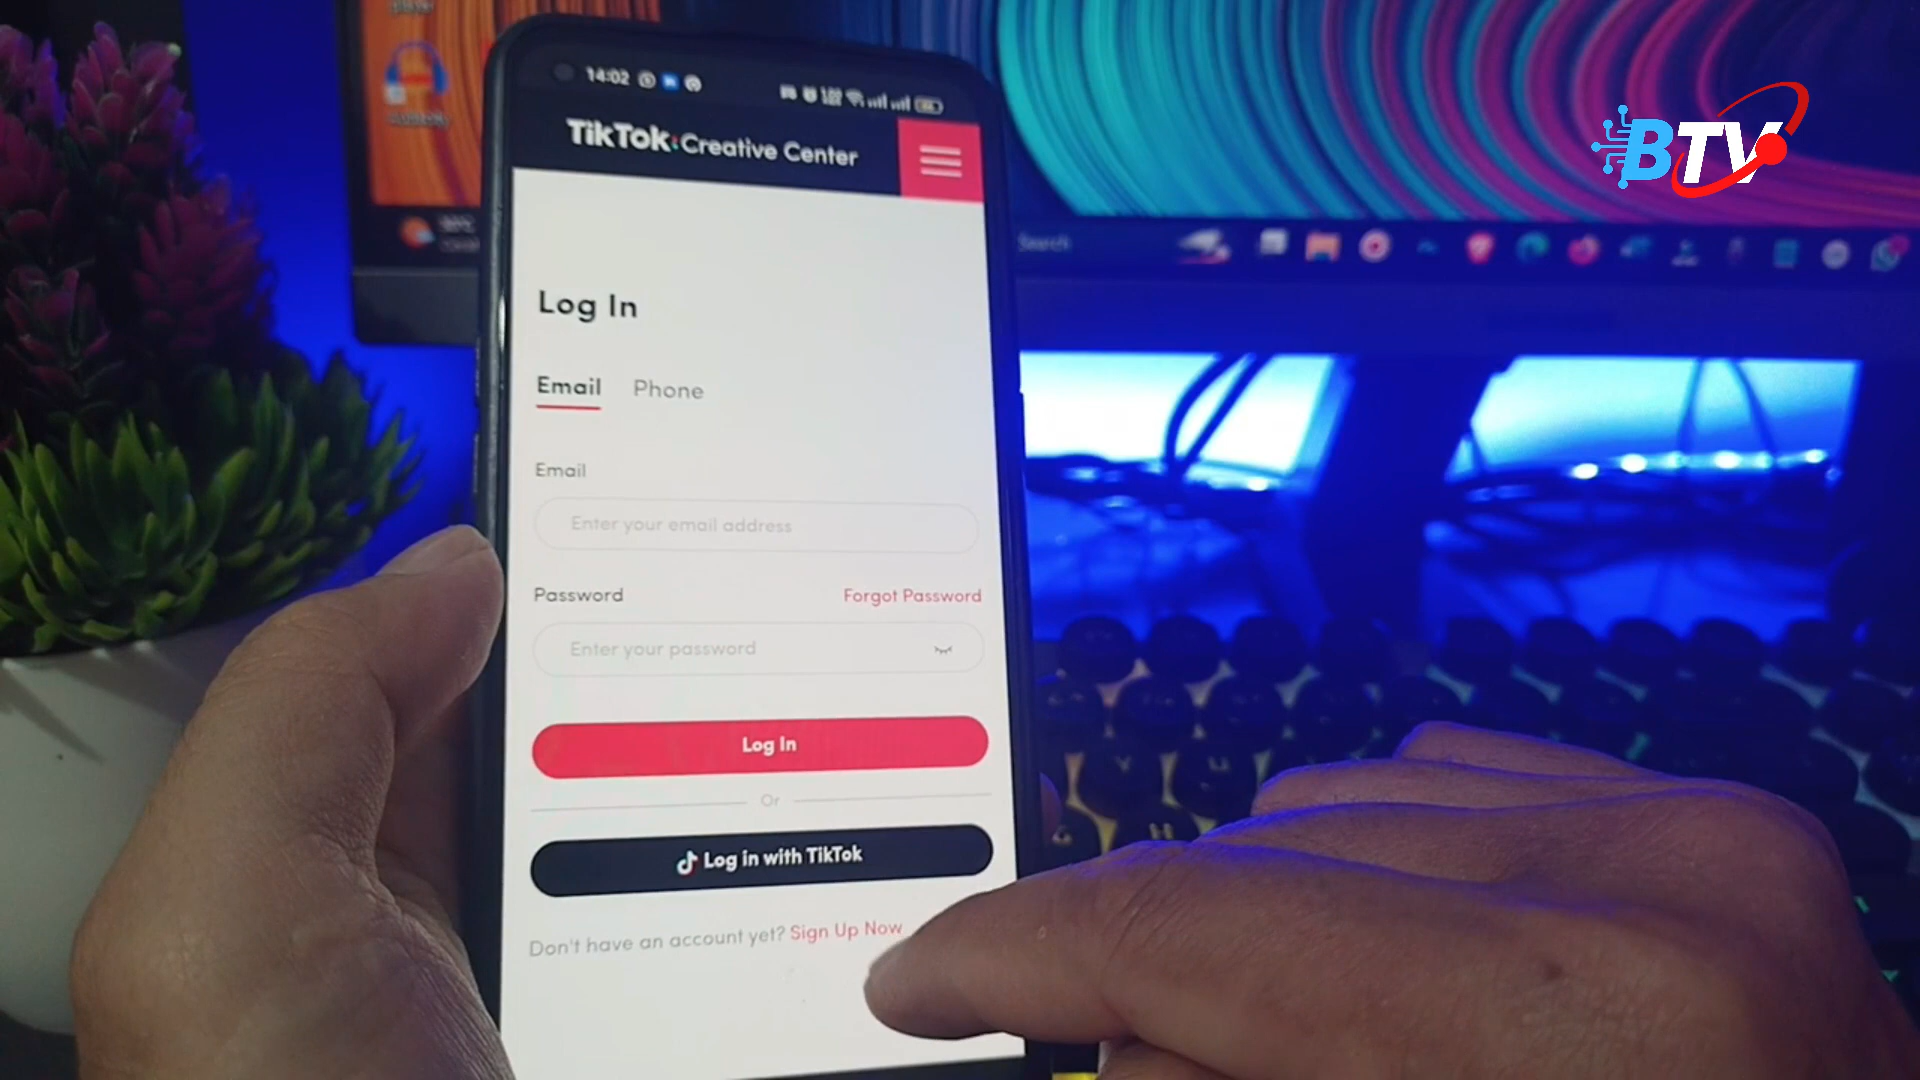 14:02
TikTok: Creative Center
BTV
Search
Log In
Email Phone
Email
Enter your email address
Password Forgot Password
Enter your password
Log In
Or
Log in with TikTok
Don't have an account yet? Sign Up Now